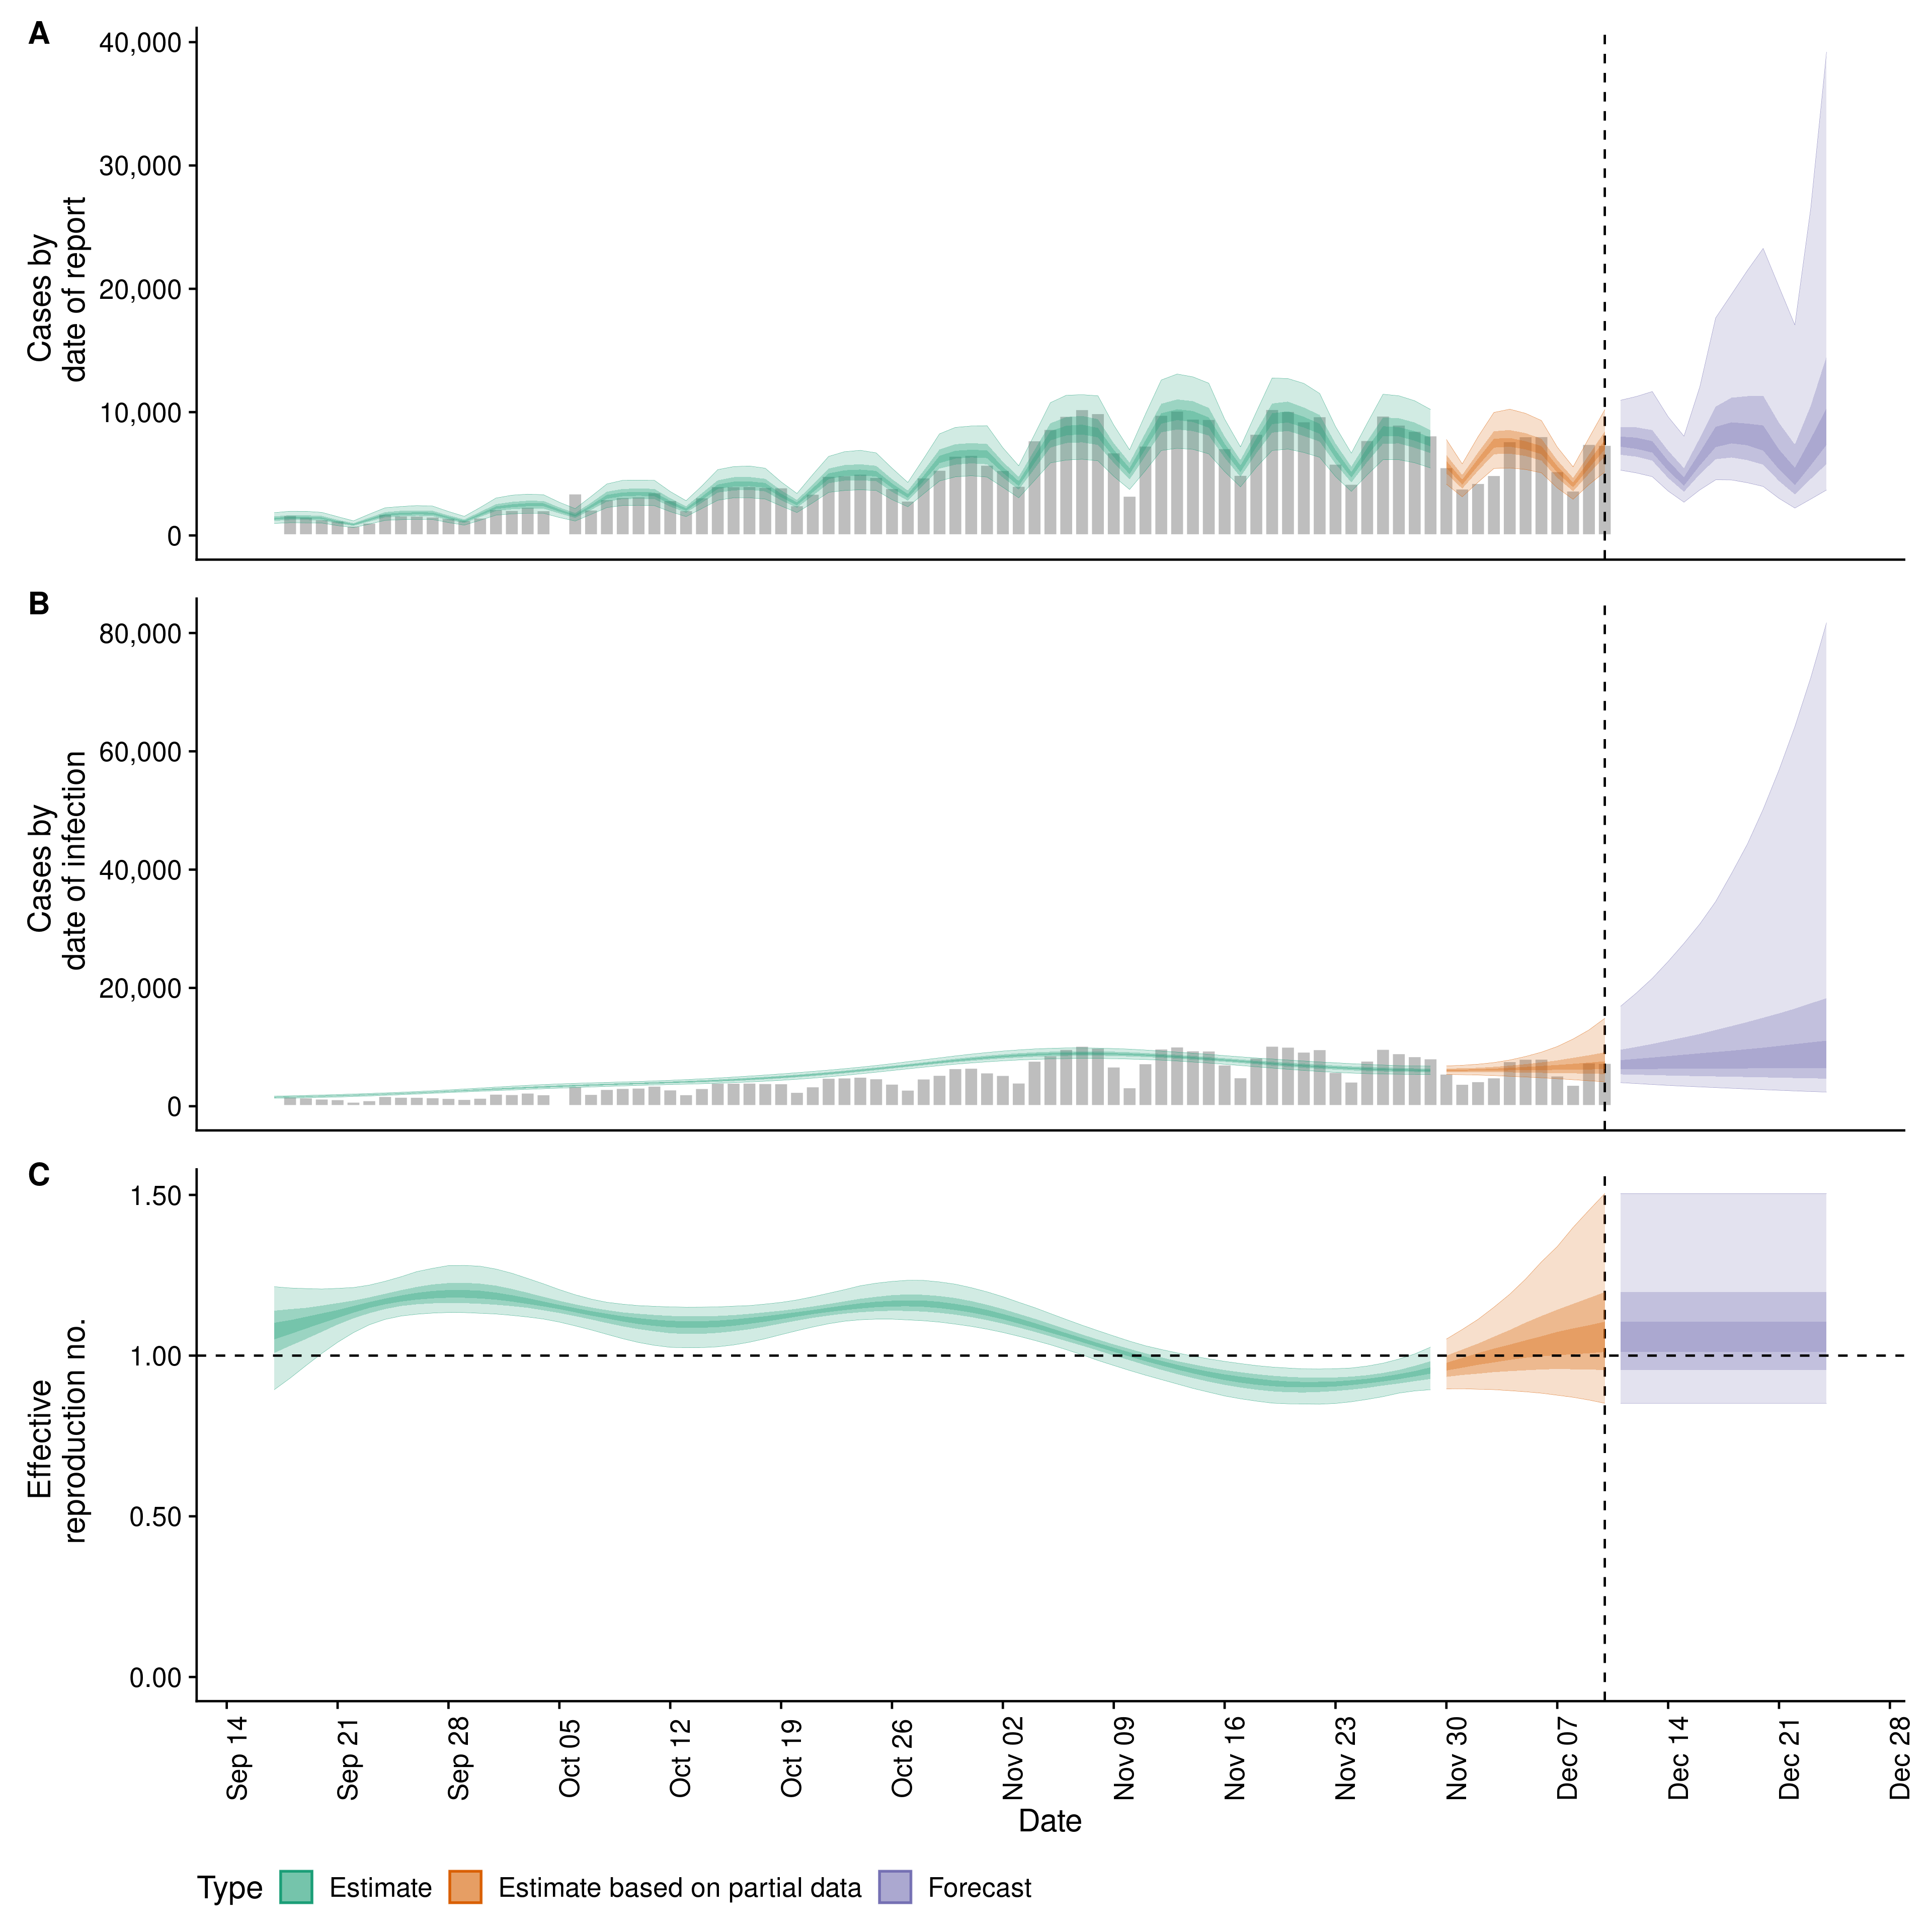 A
40,000
30,000
20,000
10,000
0
Cases by
date of report
B
80,000
60,000
40,000
20,000
0
Cases by
date of infection
C
1.50
1.00
0.50
0.00
Effective
reproduction no.
Sep 14
Sep 21
Sep 28
Oct 05
Oct 12
Oct 19
Oct 26
Nov 02
Nov 09
Nov 16
Nov 23
Nov 30
Dec 07
Dec 14
Dec 21
Dec 28
Date
Type Estimate Estimate based on partial data Forecast